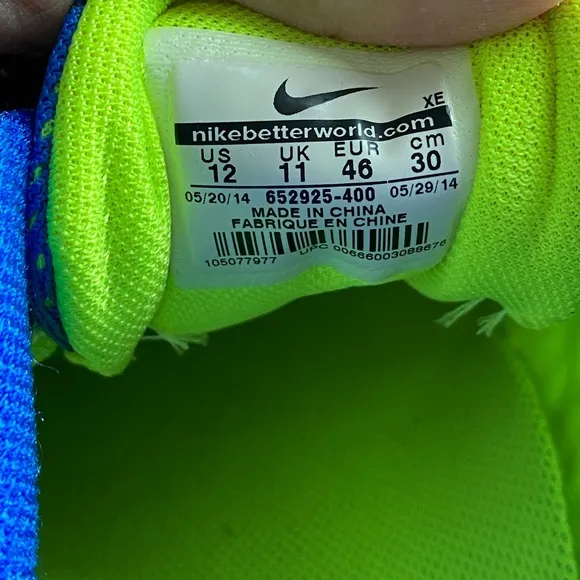 XE
nikebetterworld.com
US UK EUR cm
12 11 46 30
05/20/14 652925-400 05/29/14
MADE IN CHINA
FABRIQUE EN CHINE
105077977 UPC 00666003088676